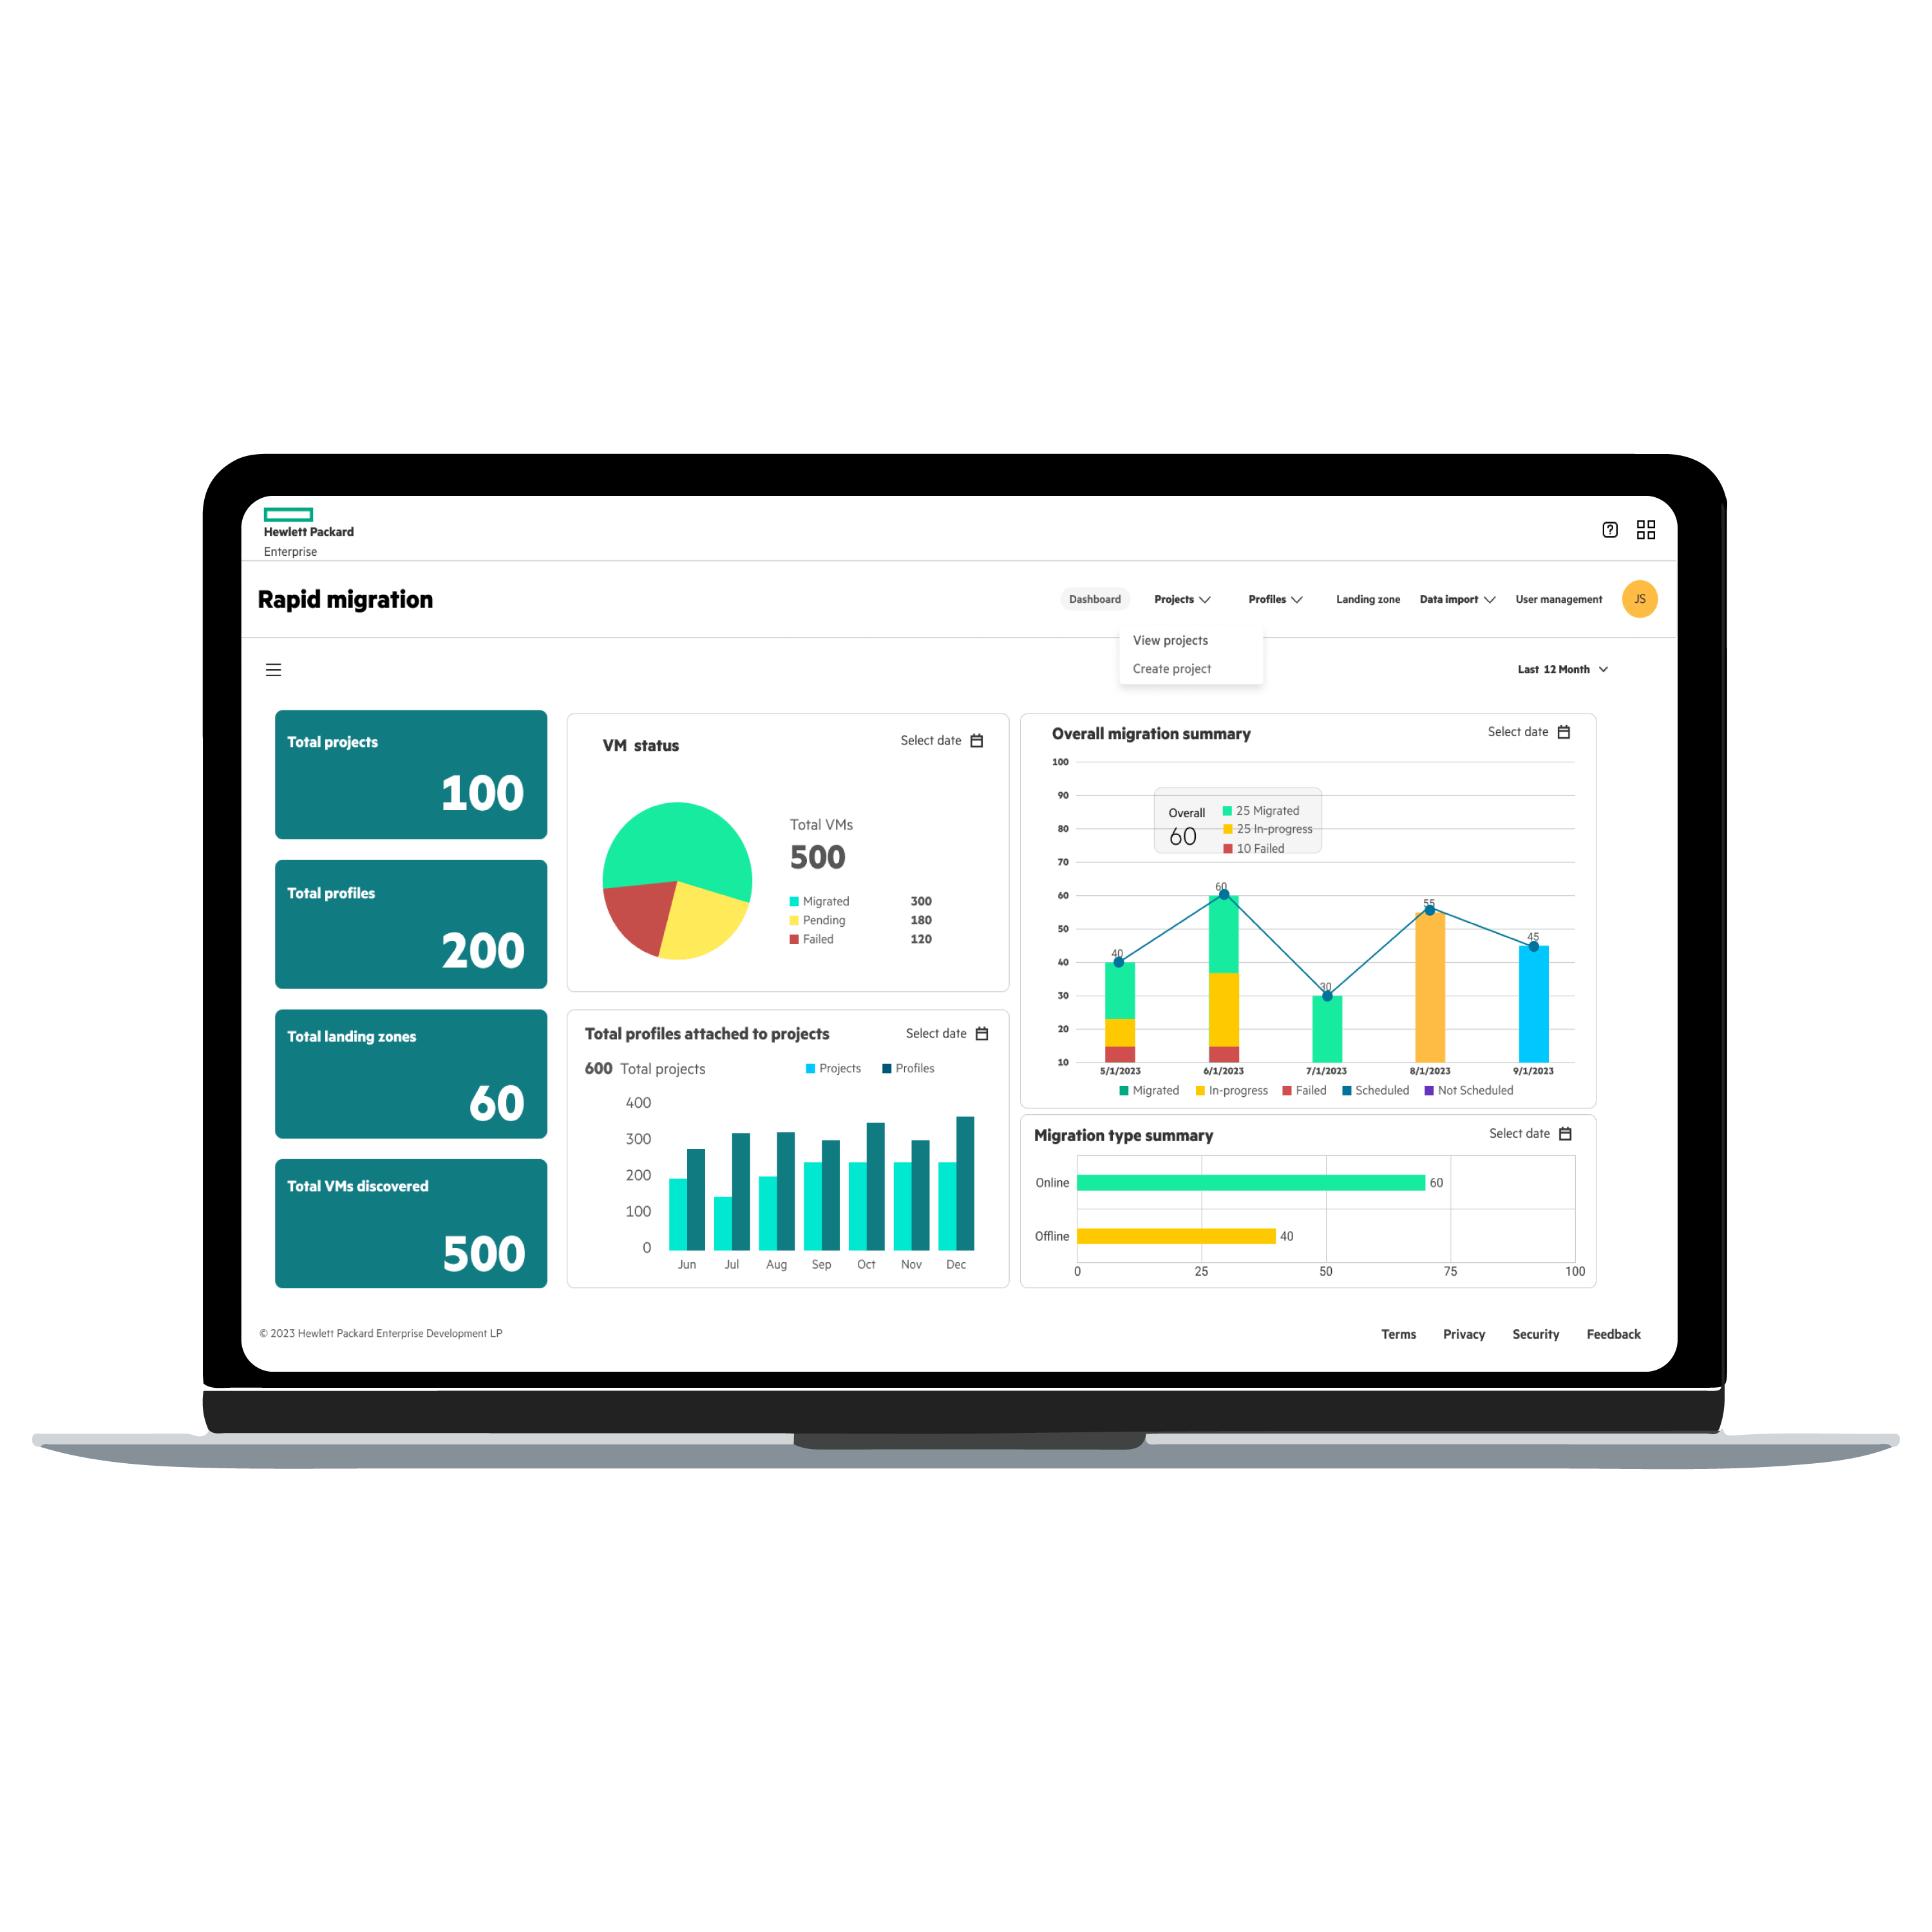 Hewlett Packard
Enterprise
?
Rapid migration
Dashboard
Projects
Profiles
Landing zone
Data import
User management
JS
View projects
Create project
Last 12 Month
Total projects
100
Total profiles
200
Total landing zones
60
Total VMs discovered
500
VM status
Select date
Total VMs
500
Migrated 300
Pending 180
Failed 120
Total profiles attached to projects
Select date
600 Total projects
Projects
Profiles
400
300
200
100
0
Jun Jul Aug Sep Oct Nov Dec
Overall migration summary
Select date
100
90
80
70
60
50
40
30
20
10
Overall
60
25 Migrated
25 In-progress
10 Failed
40
60
30
55
45
5/1/2023 6/1/2023 7/1/2023 8/1/2023 9/1/2023
Migrated In-progress Failed Scheduled Not Scheduled
Migration type summary
Select date
Online 60
Offline 40
0 25 50 75 100
© 2023 Hewlett Packard Enterprise Development LP
Terms Privacy Security Feedback